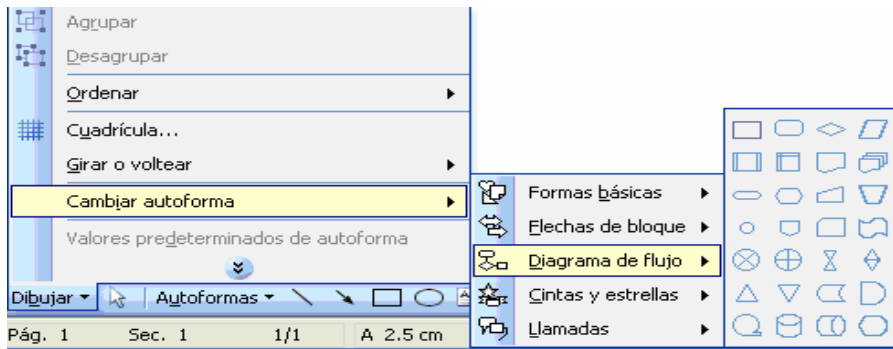 Agrupar
Desagrupar
Ordenar
Cuadrícula...
Girar o voltear
Cambiar autoforma
Valores predeterminados de autoforma
Formas básicas
Flechas de bloque
Diagrama de flujo
Cintas y estrellas
Llamadas
Dibujar Autoformas
Pág. 1 Sec. 1 1/1 A 2.5 cm